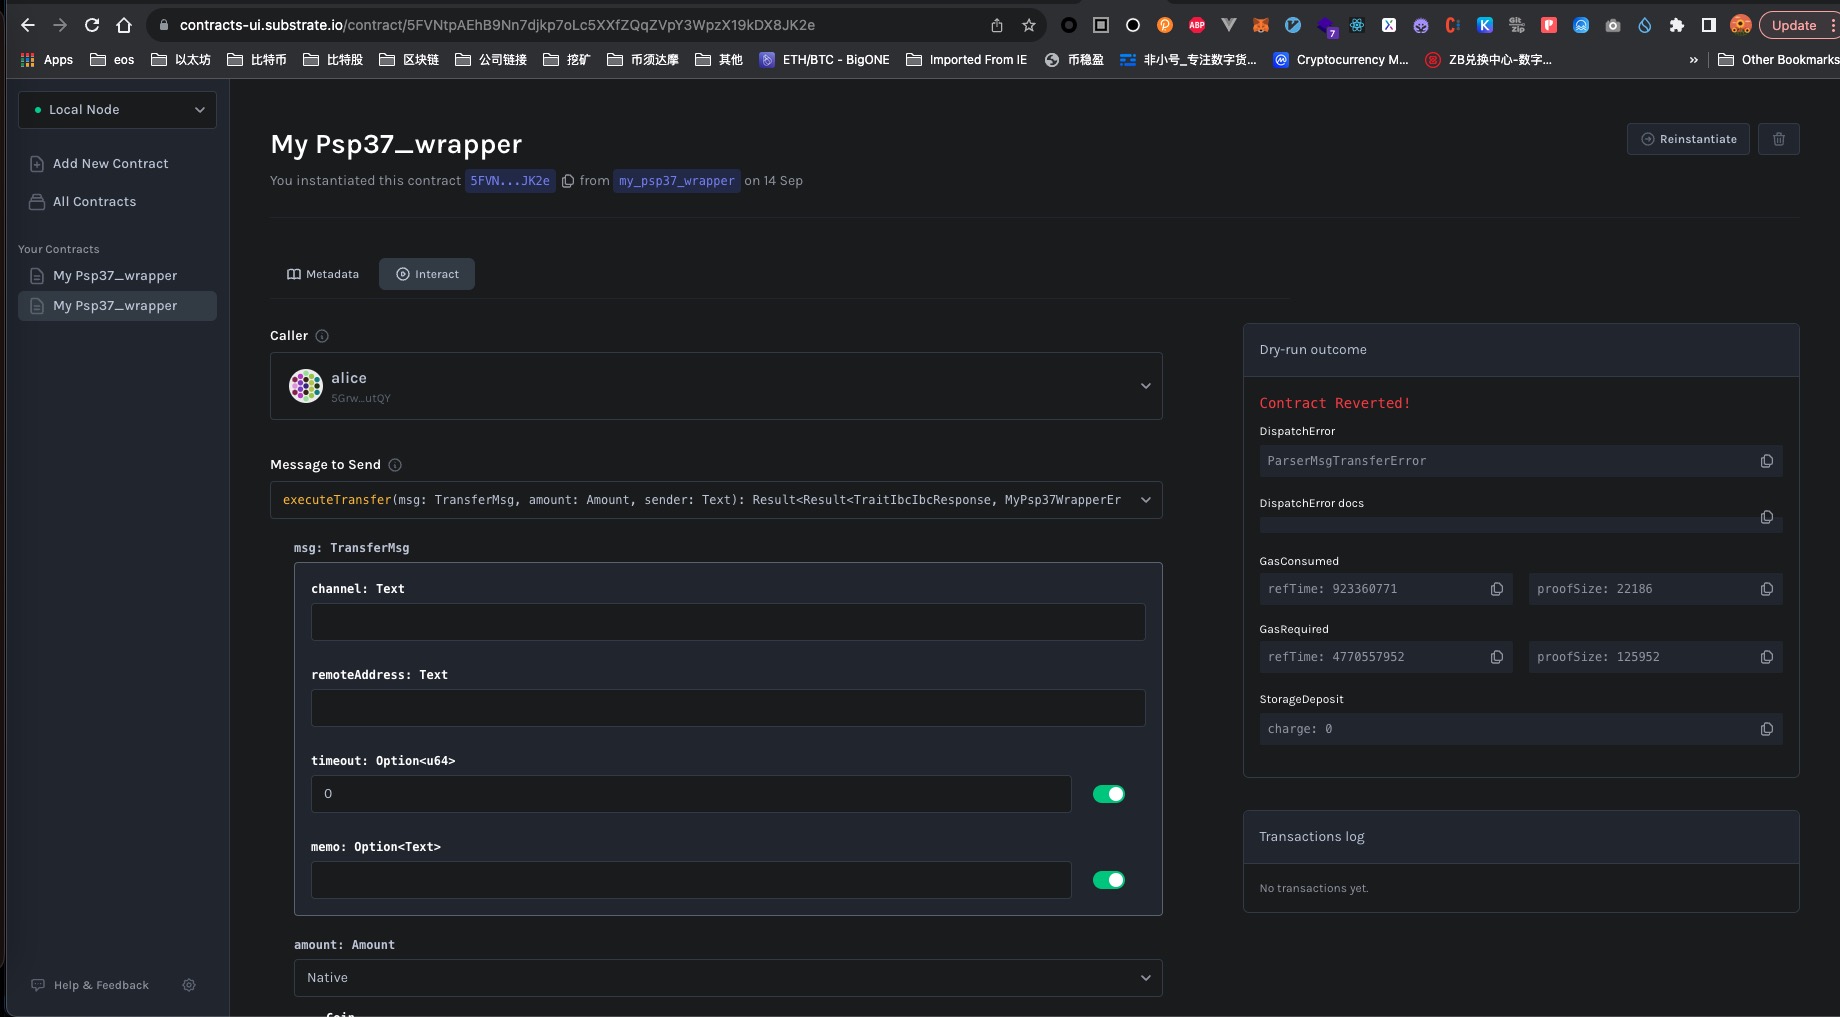 contracts-ui.substrate.io/contract/5FVNtpAEhB9Nn7djkp7oLc5XXfZQqZVpY3WpzX19kDX8JK2e
ABP
7
Git Zip
Update
Apps
eos
以太坊
比特币
比特股
区块链
公司链接
挖矿
币须达摩
其他
ETH/BTC - BigONE
Imported From IE
币稳盈
非小号_专注数字货...
Cryptocurrency M...
ZB兑换中心-数字...
»
Other Bookmarks
Local Node
Add New Contract
All Contracts
Your Contracts
My Psp37_wrapper
My Psp37_wrapper
Help & Feedback
My Psp37_wrapper
Reinstantiate
You instantiated this contract 5FVN...JK2e from my_psp37_wrapper on 14 Sep
Metadata
Interact
Caller
alice
5Grw...utQY
Message to Send
executeTransfer(msg: TransferMsg, amount: Amount, sender: Text): Result<Result<TraitIbcIbcResponse, MyPsp37WrapperEr
msg: TransferMsg
channel: Text
remoteAddress: Text
timeout: Option<u64>
0
memo: Option<Text>
amount: Amount
Native
Coin
Dry-run outcome
Contract Reverted!
DispatchError
ParserMsgTransferError
DispatchError docs
GasConsumed
refTime: 923360771
proofSize: 22186
GasRequired
refTime: 4770557952
proofSize: 125952
StorageDeposit
charge: 0
Transactions log
No transactions yet.